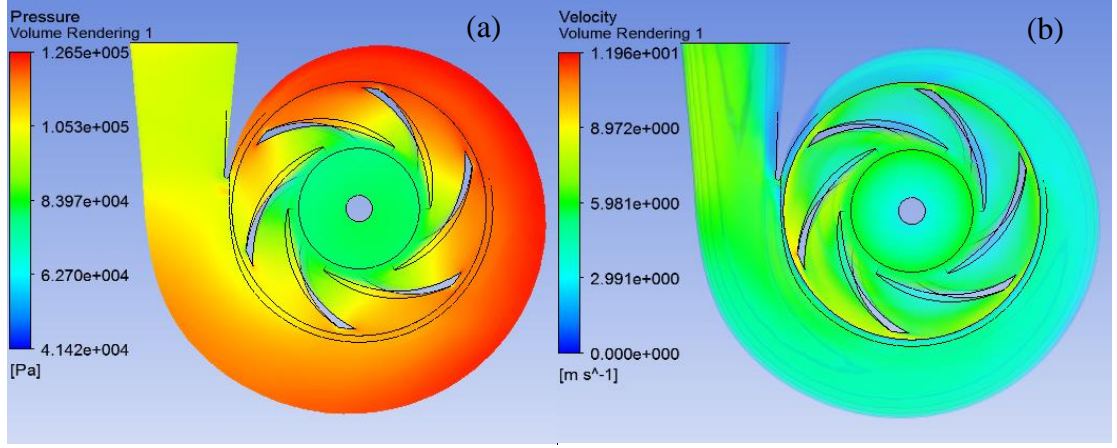 Pressure
Volume Rendering 1
1.265e+005
1.053e+005
8.397e+004
6.270e+004
4.142e+004
[Pa]
(a)
Velocity
Volume Rendering 1
1.196e+001
8.972e+000
5.981e+000
2.991e+000
0.000e+000
[m s^-1]
(b)